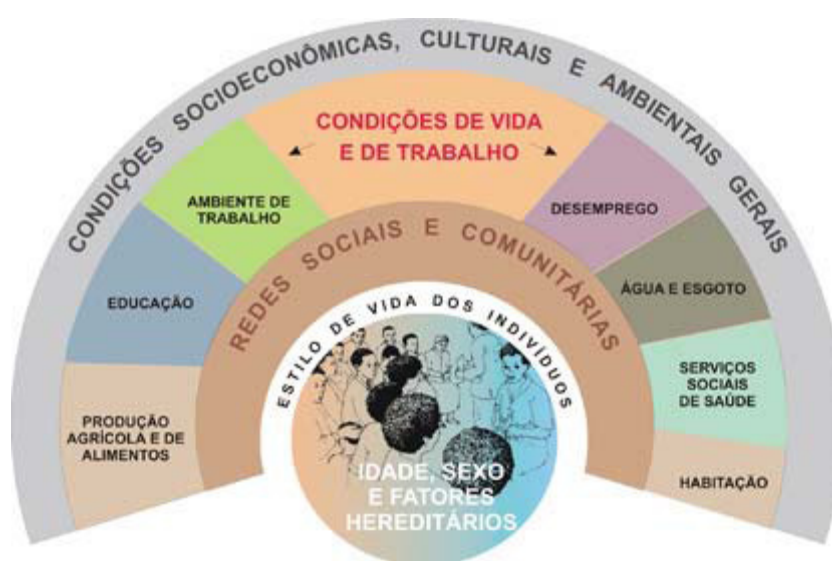 CONDIÇÕES SOCIOECONÔMICAS, CULTURAIS E AMBIENTAIS GERAIS
CONDIÇÕES DE VIDA
E DE TRABALHO
AMBIENTE DE
TRABALHO
DESEMPREGO
EDUCAÇÃO
ÁGUA E ESGOTO
PRODUÇÃO
AGRÍCOLA E DE
ALIMENTOS
SERVIÇOS
SOCIAIS
DE SAÚDE
HABITAÇÃO
REDES SOCIAIS E COMUNITÁRIAS
ESTILO DE VIDA DOS INDIVÍDUOS
IDADE, SEXO
E FATORES
HEREDITÁRIOS